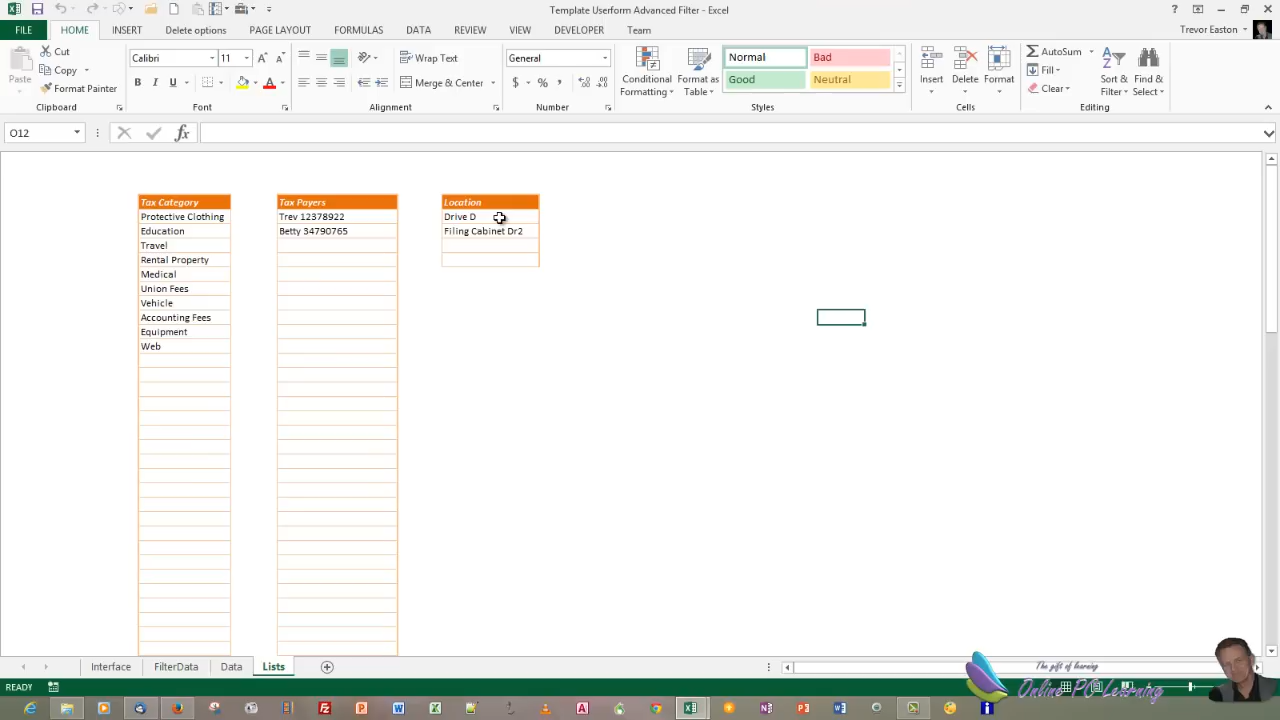 Template Userform Advanced Filter - Excel
FILE HOME INSERT Delete options PAGE LAYOUT FORMULAS DATA REVIEW VIEW DEVELOPER Team Trevor Easton
Paste
Cut
Copy
Format Painter
Clipboard
Calibri 11
B I U
Font
Wrap Text
Merge & Center
Alignment
General
$ %
Number
Conditional Formatting
Format as Table
Normal Bad
Good Neutral
Styles
Insert Delete Format
Cells
AutoSum
Fill
Clear
Sort & Filter
Find & Select
Editing
O12
fx
Tax Category
Protective Clothing
Education
Travel
Rental Property
Medical
Union Fees
Vehicle
Accounting Fees
Equipment
Web
Tax Payers
Trev 12378922
Betty 34790765
Location
Drive D
Filing Cabinet Dr2
Interface FilterData Data Lists
READY
The gift of learning
Online PC Learning